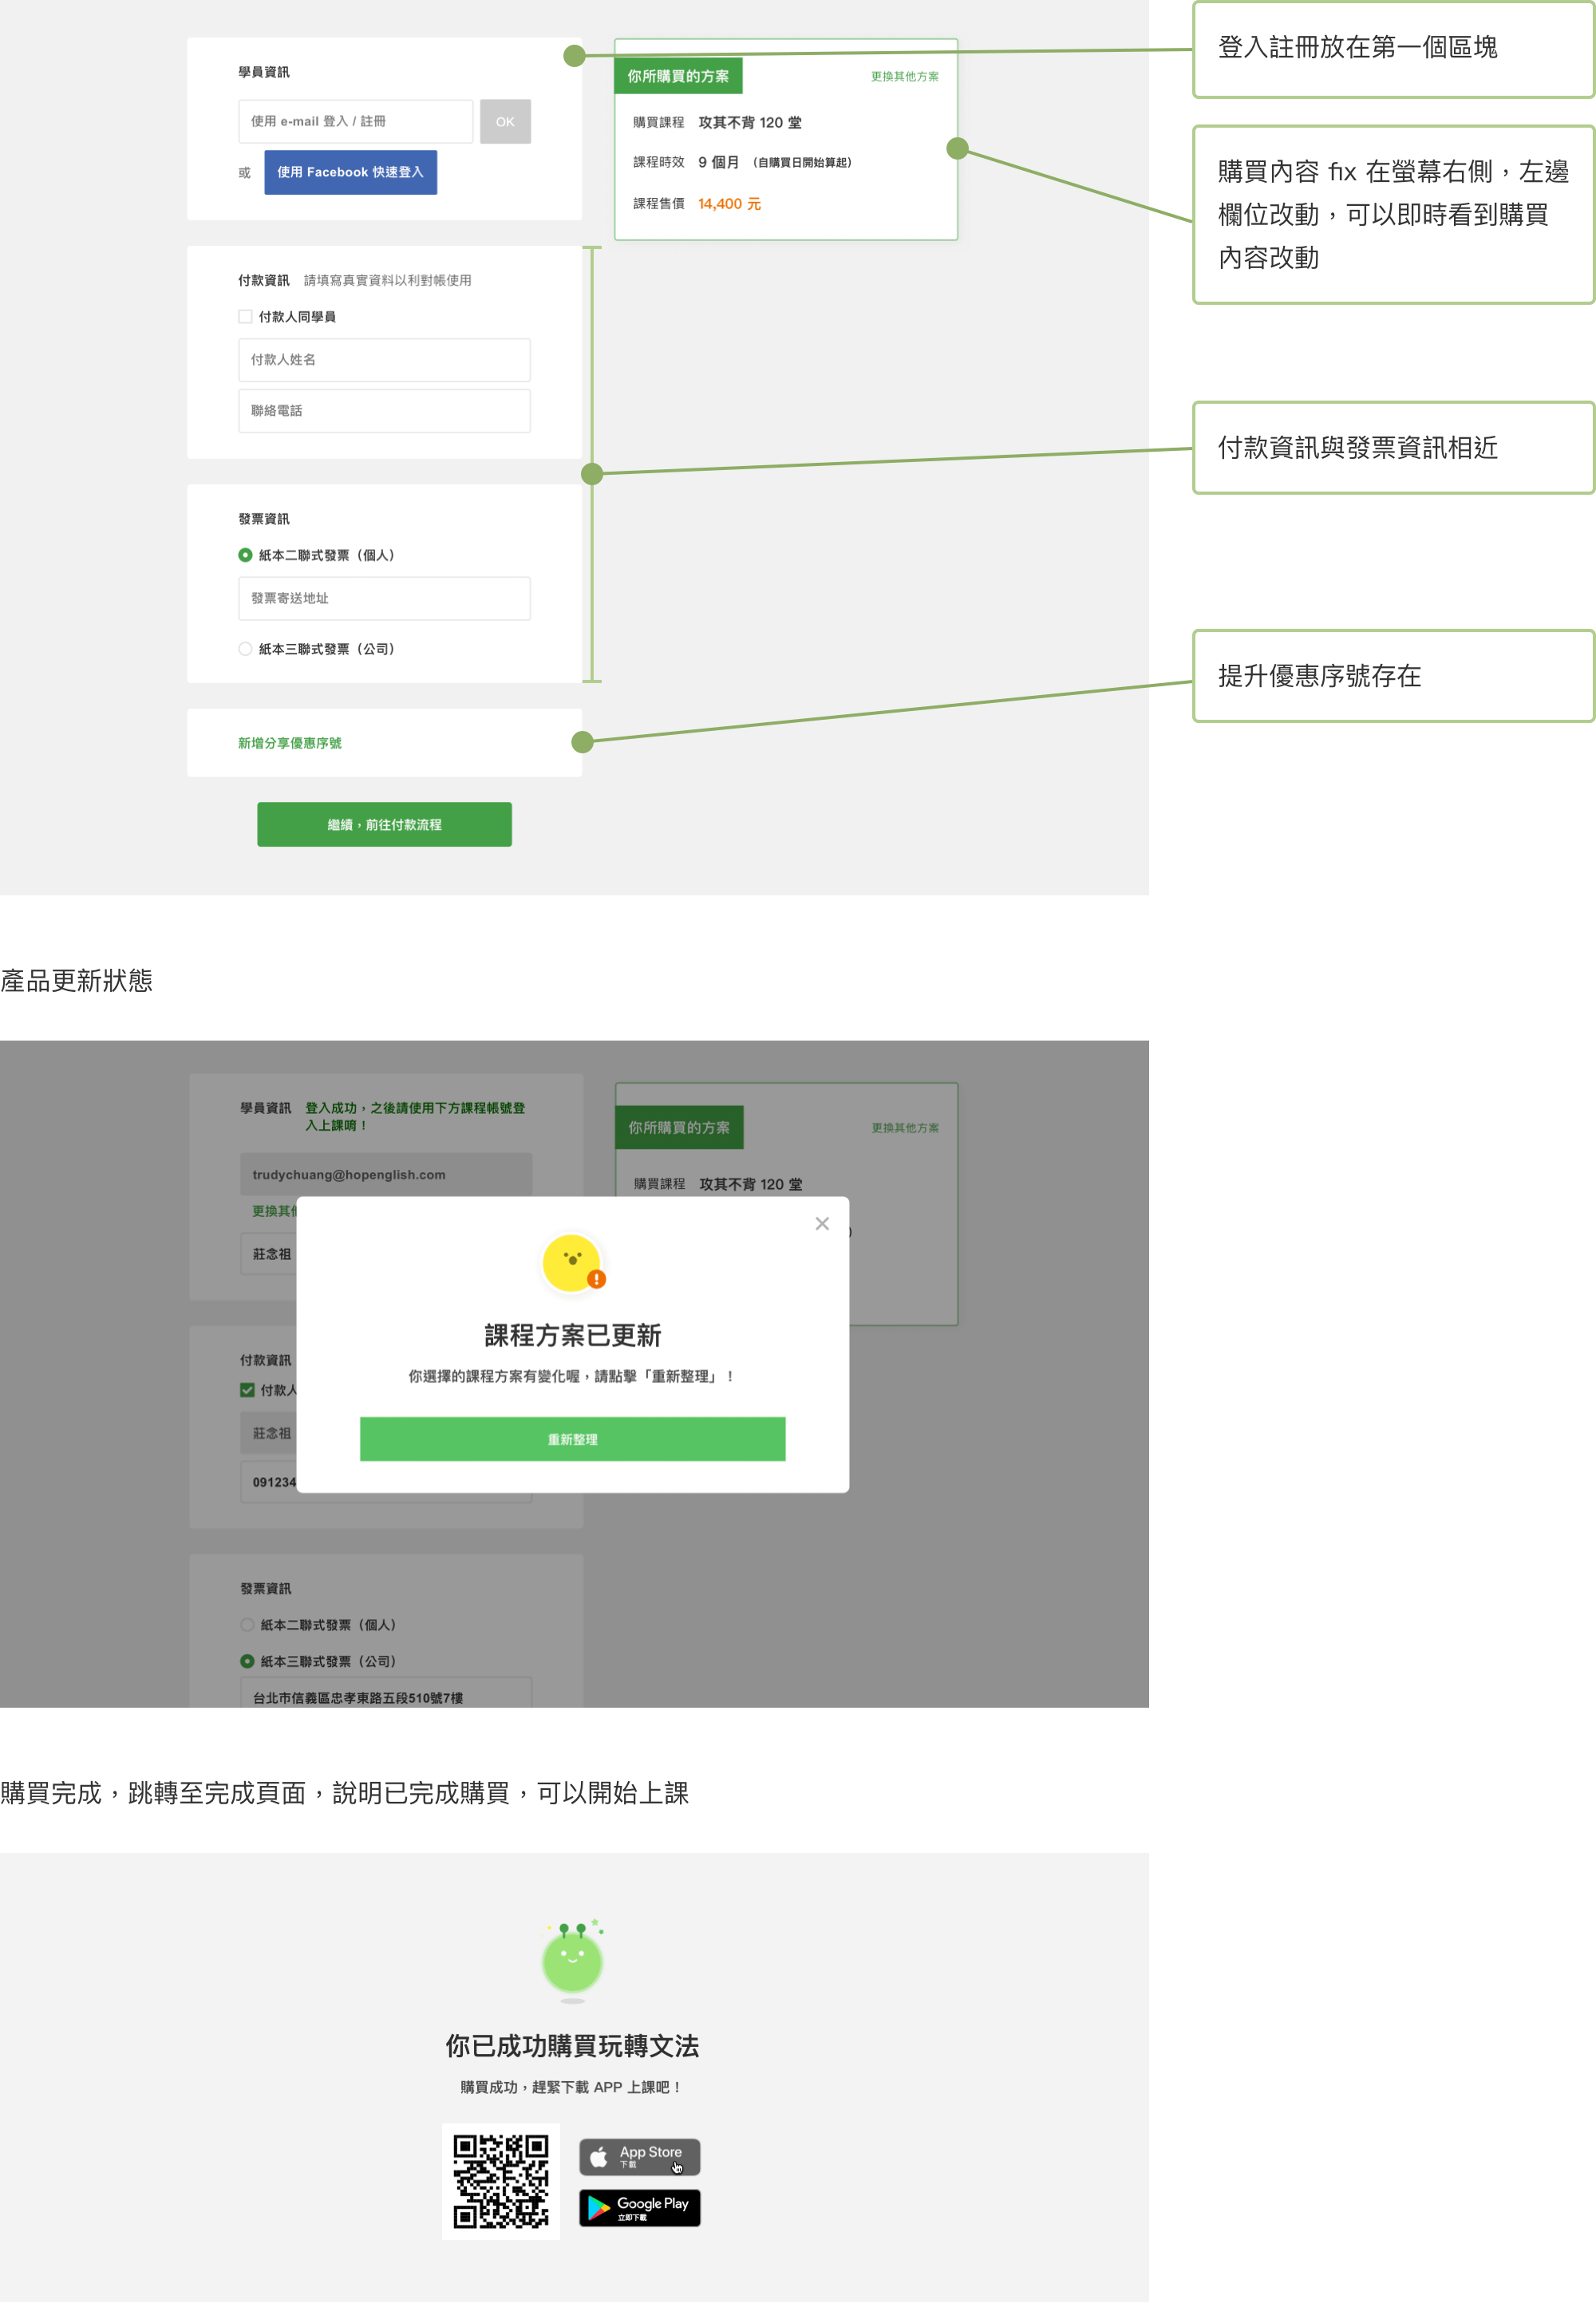 學員資訊
使用 e-mail 登入 / 註冊
OK
或
使用 Facebook 快速登入
你所購買的方案
更換其他方案
購買課程 攻其不背 120 堂
課程時效 9 個月 （自購買日開始算起）
課程售價 14,400 元
登入註冊放在第一個區塊
購買內容 fix 在螢幕右側，左邊
欄位改動，可以即時看到購買
內容改動
付款資訊 請填寫真實資料以利對帳使用
付款人同學員
付款人姓名
聯絡電話
付款資訊與發票資訊相近
發票資訊
紙本二聯式發票（個人）
發票寄送地址
紙本三聯式發票（公司）
提升優惠序號存在
新增分享優惠序號
繼續，前往付款流程
產品更新狀態
學員資訊 登入成功，之後請使用下方課程帳號登
入上課唷！
trudychuang@hopenglish.com
更換其他
莊念祖
你所購買的方案
更換其他方案
購買課程 攻其不背 120 堂
）
課程方案已更新
你選擇的課程方案有變化喔，請點擊「重新整理」！
重新整理
付款資訊
付款人
莊念祖
091234
發票資訊
紙本二聯式發票（個人）
紙本三聯式發票（公司）
台北市信義區忠孝東路五段510號7樓
購買完成，跳轉至完成頁面，說明已完成購買，可以開始上課
你已成功購買玩轉文法
購買成功，趕緊下載 APP 上課吧！
App Store
下載
Google Play
立即下載